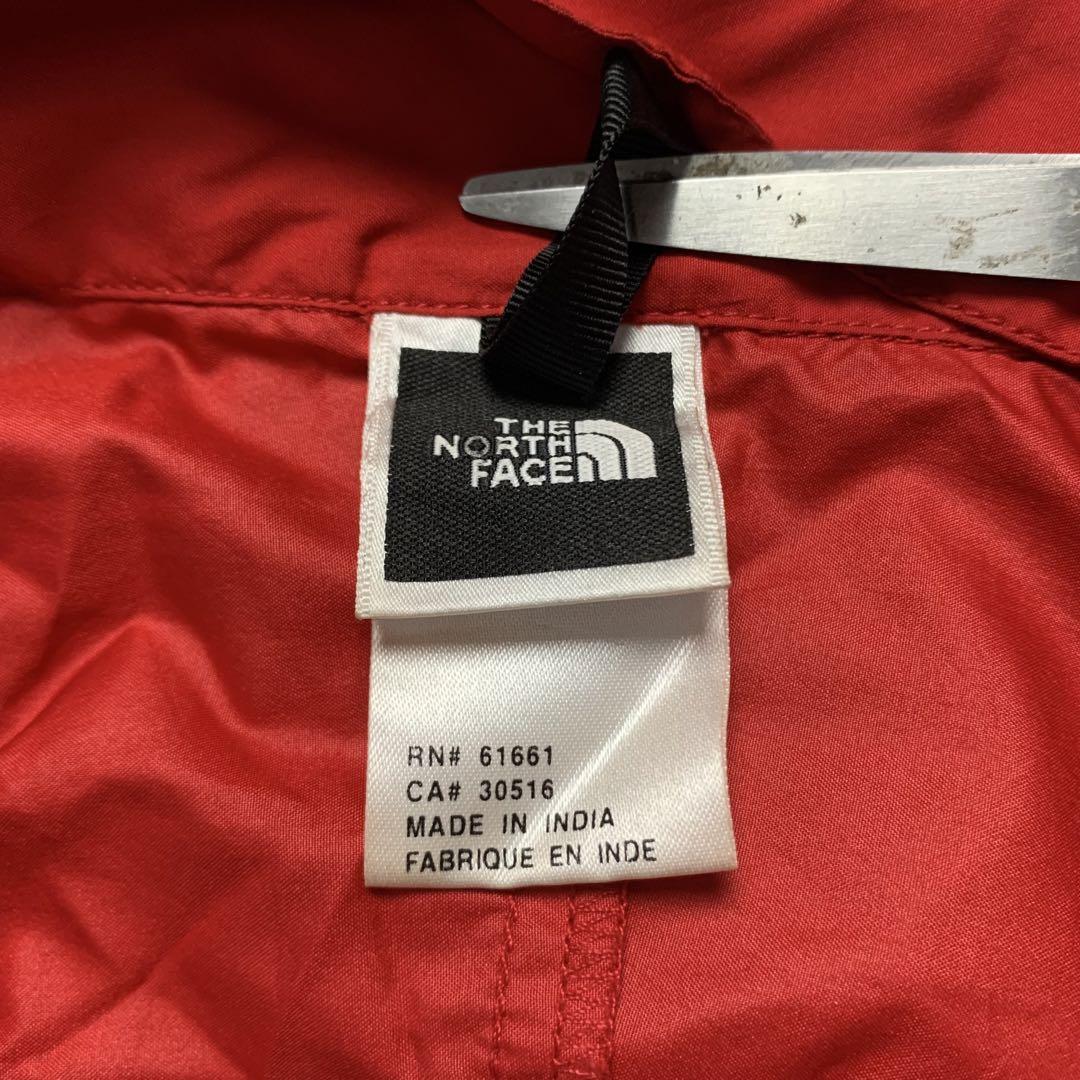 THE
NORTH
FACE
RN# 61661
CA# 30516
MADE IN INDIA
FABRIQUE EN INDE